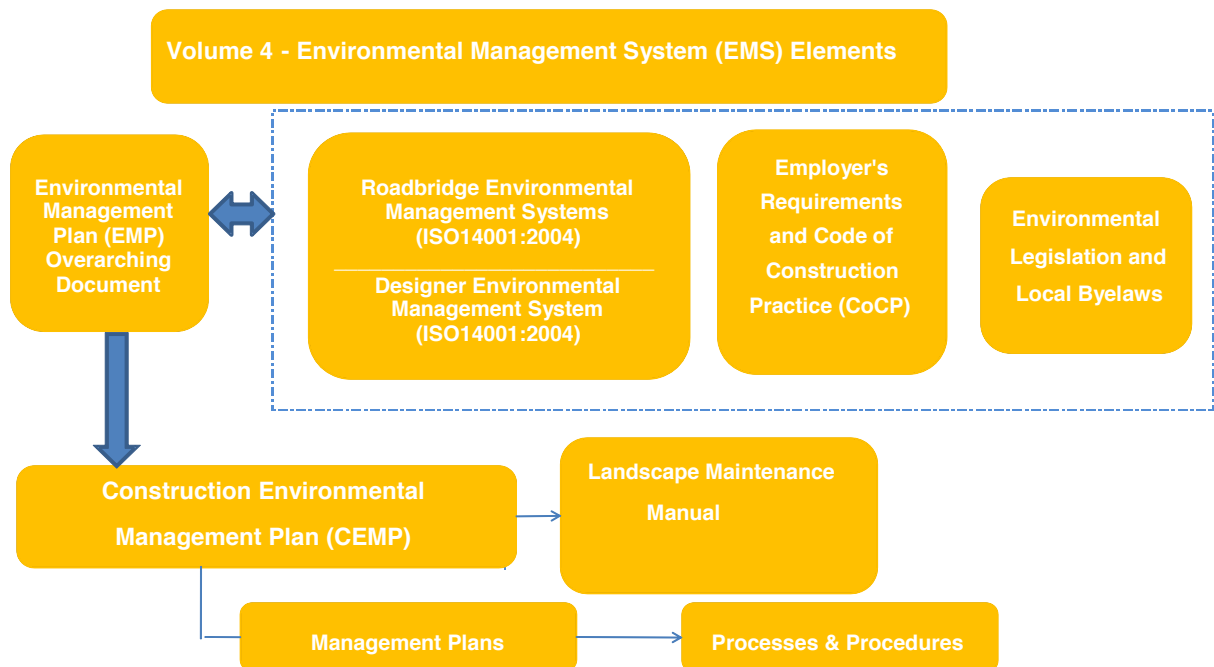 Volume 4 - Environmental Management System (EMS) Elements
Environmental
Management
Plan (EMP)
Overarching
Document
Roadbridge Environmental
Management Systems
(ISO14001:2004)
Designer Environmental
Management System
(ISO14001:2004)
Employer's
Requirements
and Code of
Construction
Practice (CoCP)
Environmental
Legislation and
Local Byelaws
Construction Environmental
Management Plan (CEMP)
Landscape Maintenance
Manual
Management Plans
Processes & Procedures